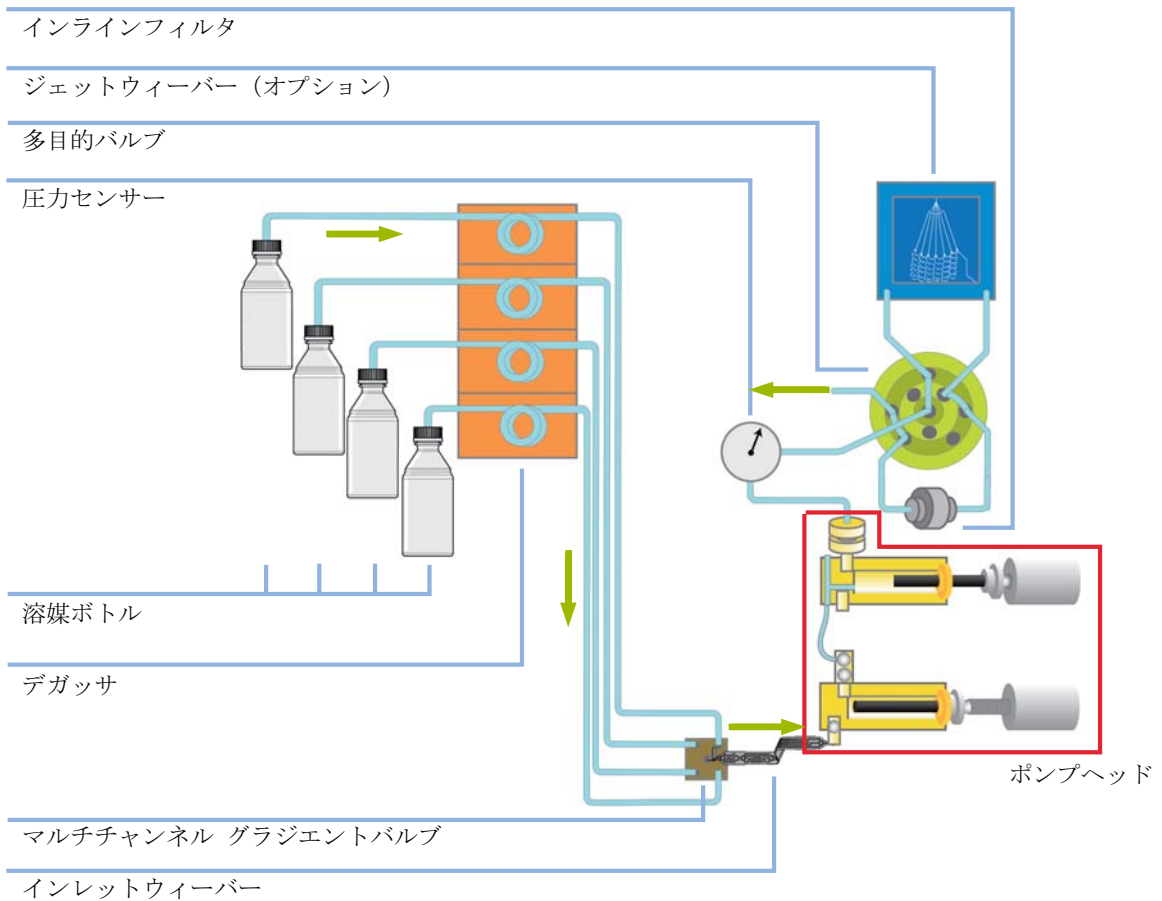 インラインフィルタ
ジェットウィーバー（オプション）
多目的バルブ
圧力センサー
溶媒ボトル
デガッサ
ポンプヘッド
マルチチャンネル グラジエントバルブ
インレットウィーバー